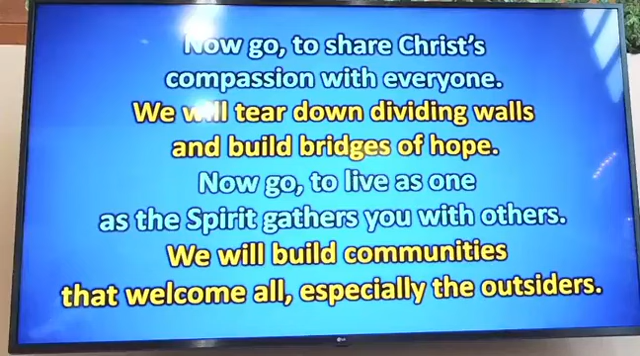 Now go, to share Christ's
compassion with everyone.
We will tear down dividing walls
and build bridges of hope.
Now go, to live as one
as the Spirit gathers you with others.
We will build communities
that welcome all, especially the outsiders.
LG